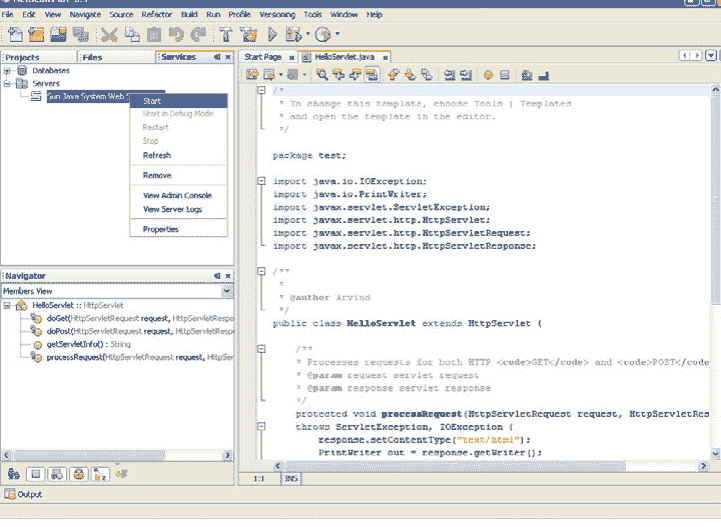 File Edit View Navigate Source Refactor Build Run Profile Versioning Tools Window Help
Projects Files Services
Databases
Servers
Sun Java System Web S
Start
Start in Debug Mode
Restart
Stop
Refresh
Remove
View Admin Console
View Server Logs
Properties
Navigator
Members View
HelloServlet :: HttpServlet
doGet(HttpServletRequest request, HttpServletRespo
doPost(HttpServletRequest request, HttpServletResp
getServletInfo() : String
processRequest(HttpServletRequest request, HttpSer
Start Page HelloServlet.java
/*
* To change this template, choose Tools | Templates
* and open the template in the editor.
*/
package test;
import java.io.IOException;
import java.io.PrintWriter;
import javax.servlet.ServletException;
import javax.servlet.http.HttpServlet;
import javax.servlet.http.HttpServletRequest;
import javax.servlet.http.HttpServletResponse;
/**
*
* @author Arvind
*/
public class HelloServlet extends HttpServlet {
/**
* Processes requests for both HTTP <code>GET</code> and <code>POST</code
* @param request servlet request
* @param response servlet response
*/
protected void processRequest(HttpServletRequest request, HttpServletRes
throws ServletException, IOException {
response.setContentType("text/html");
PrintWriter out = response.getWriter();
1:1 INS
Output